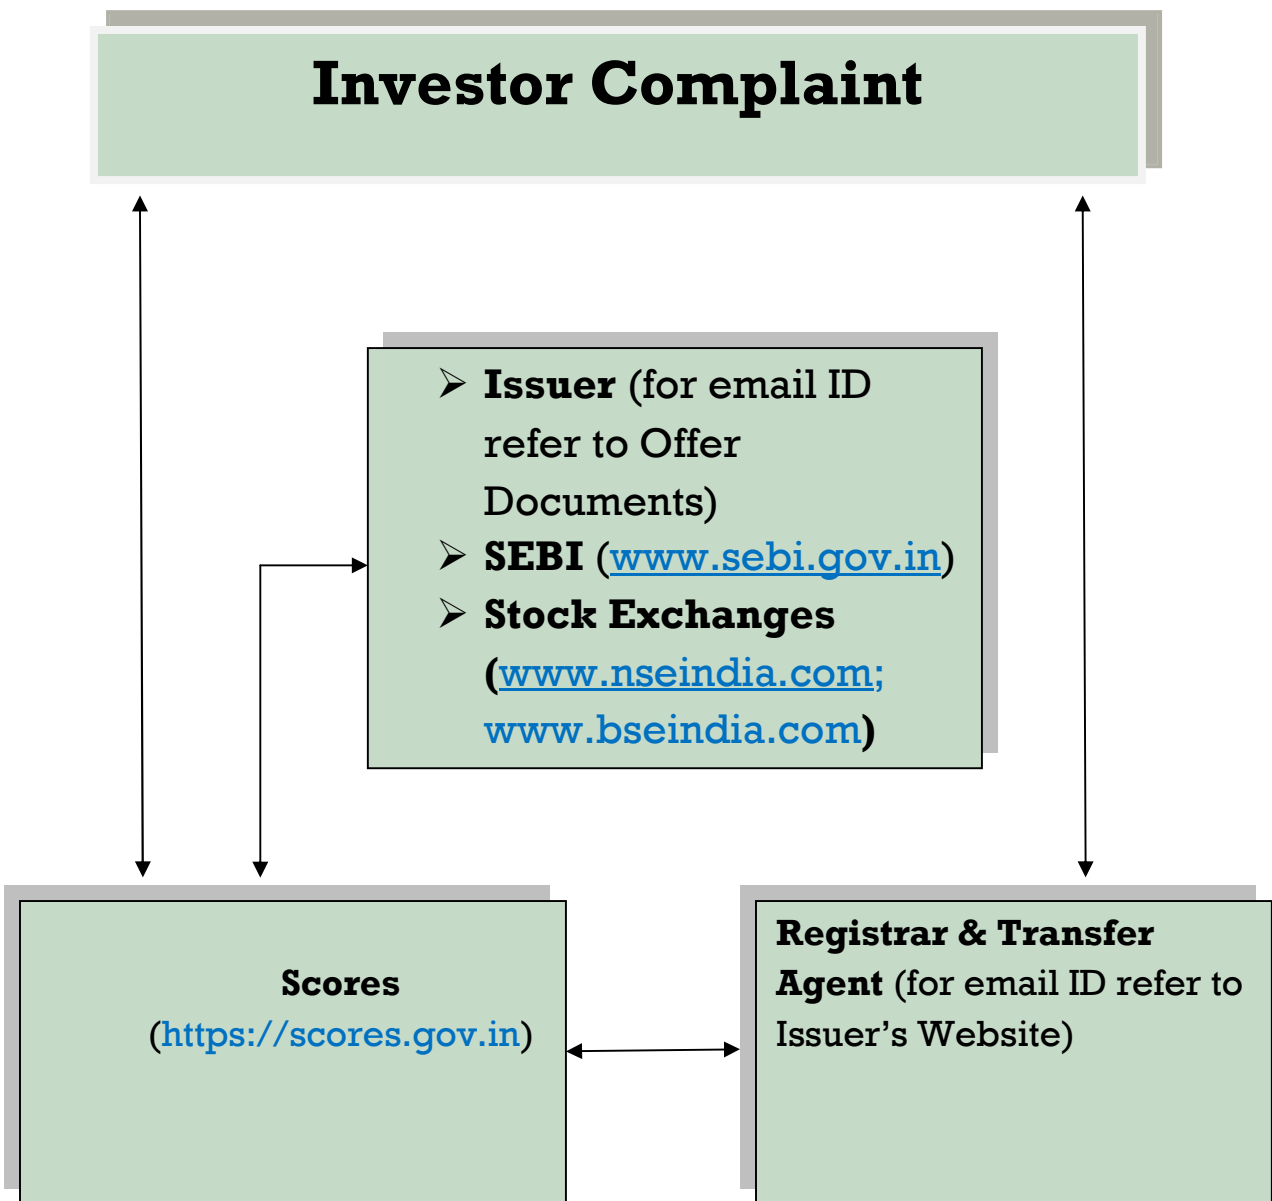 Investor Complaint
➢ Issuer (for email ID
refer to Offer
Documents)
➢ SEBI (www.sebi.gov.in)
➢ Stock Exchanges
(www.nseindia.com;
www.bseindia.com)
Scores
(https://scores.gov.in)
Registrar & Transfer
Agent (for email ID refer to
Issuer’s Website)